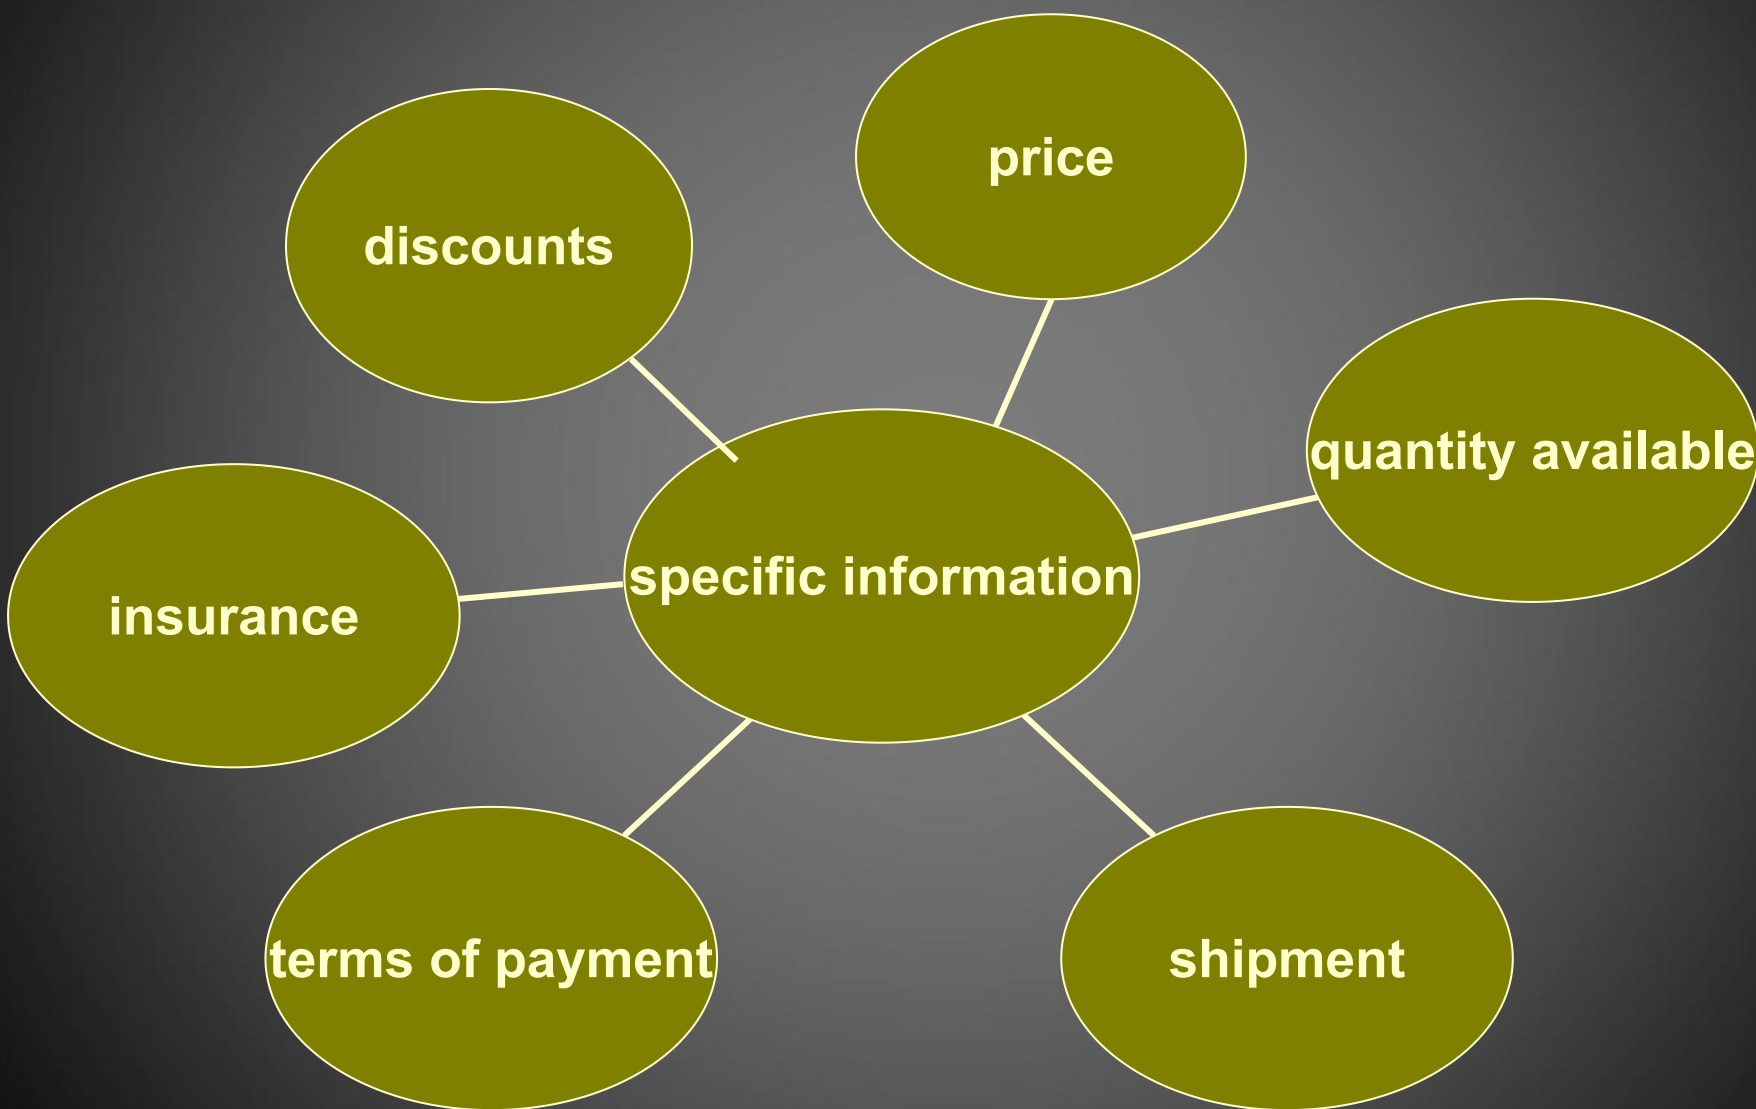 price
discounts
quantity available
specific information
insurance
terms of payment
shipment